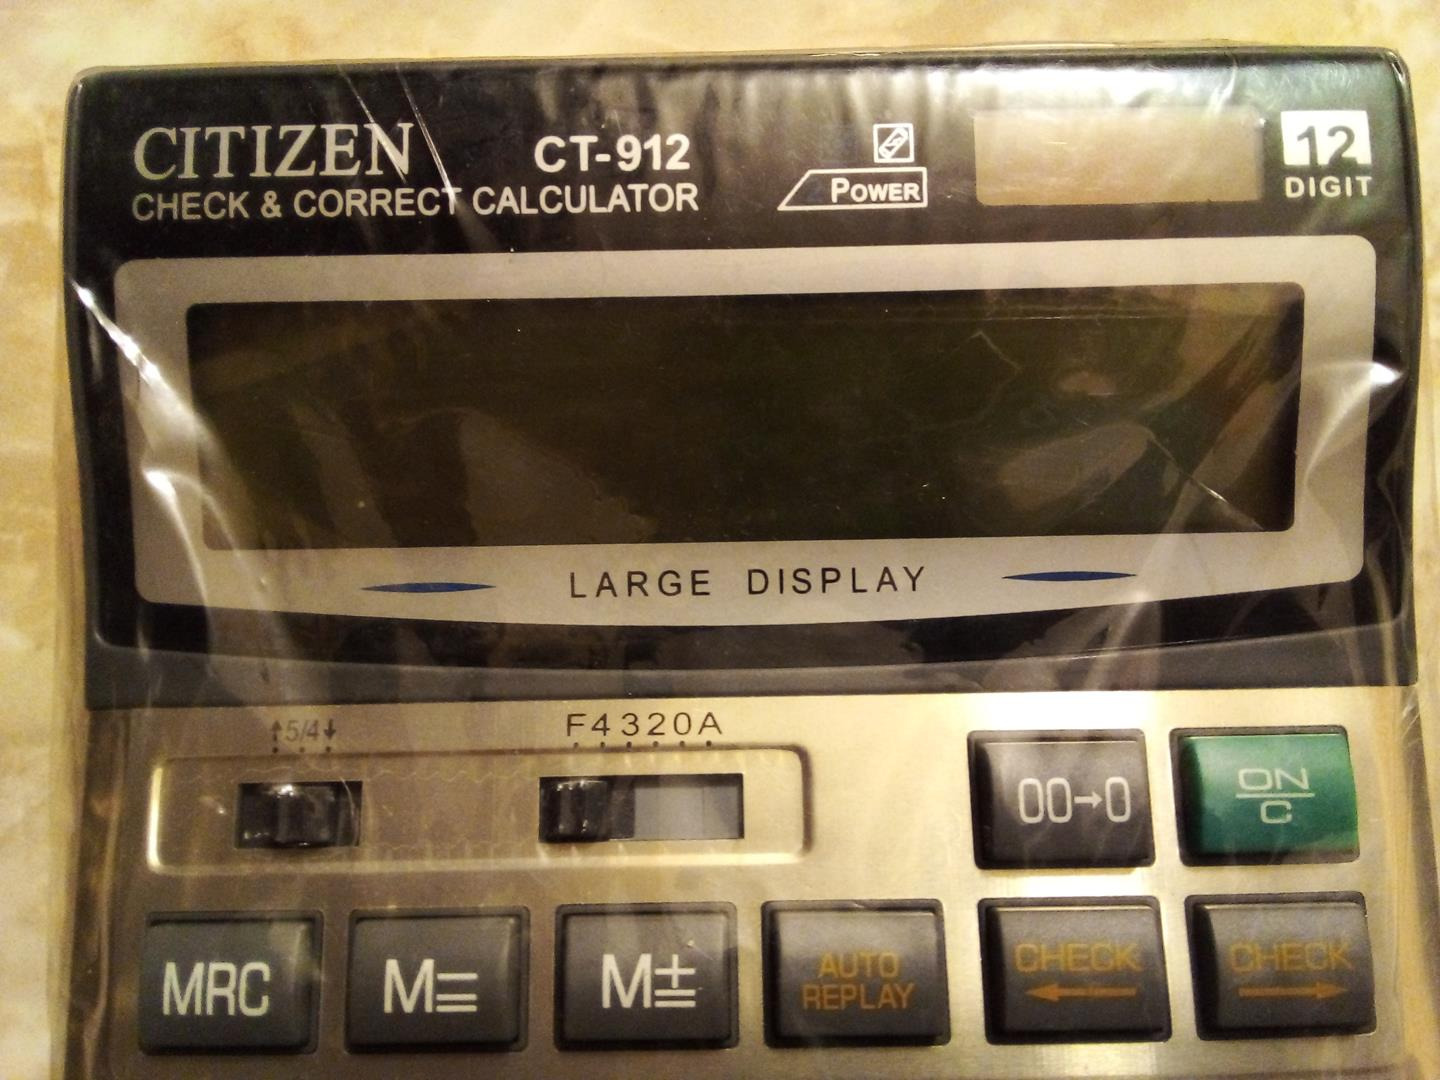 CITIZEN CT-912
CHECK & CORRECT CALCULATOR
POWER
12
DIGIT
LARGE DISPLAY
↑5/4↓
F4320A
00→0
ON
C
MRC
M=
M±
AUTO
REPLAY
CHECK
←
CHECK
→